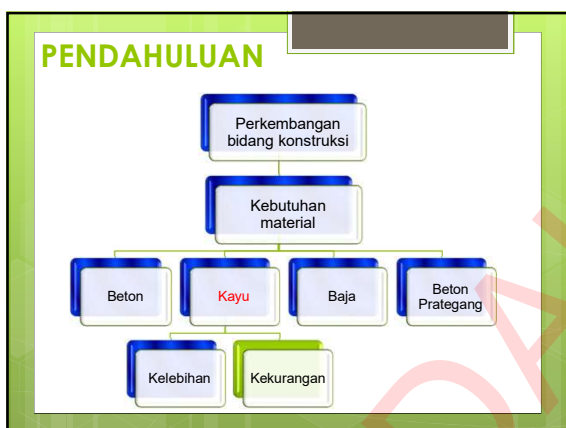 PENDAHULUAN
Perkembangan
bidang konstruksi
Kebutuhan
material
Beton
Kayu
Baja
Beton
Prategang
Kelebihan
Kekurangan